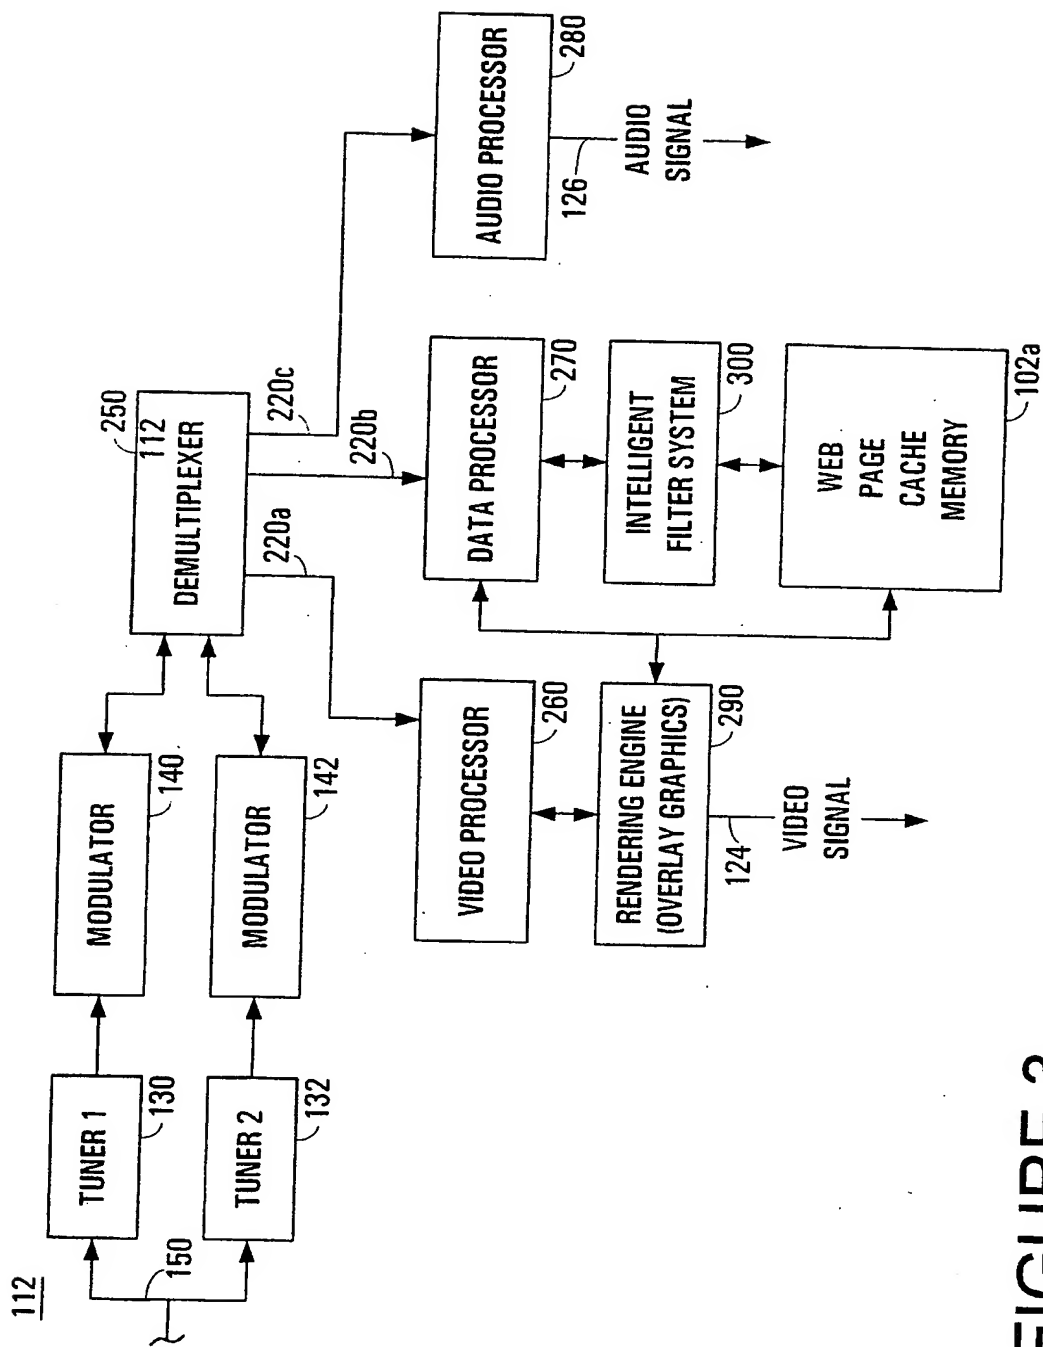 112
150
TUNER 1
130
TUNER 2
132
MODULATOR
140
MODULATOR
142
250
112
DEMULTIPLEXER
220a
220b
220c
VIDEO PROCESSOR
260
DATA PROCESSOR
270
AUDIO PROCESSOR
280
RENDERING ENGINE
(OVERLAY GRAPHICS)
290
INTELLIGENT
FILTER SYSTEM
300
WEB
PAGE
CACHE
MEMORY
102a
124
VIDEO
SIGNAL
126
AUDIO
SIGNAL
FIGURE